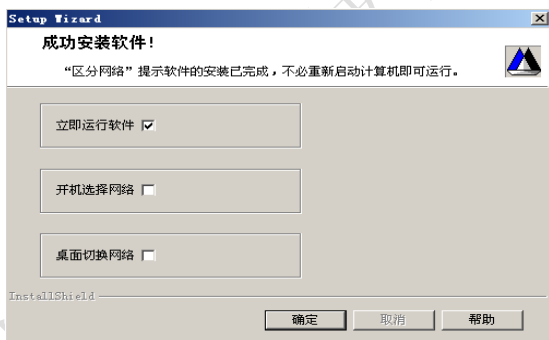 Setup Wizard
成功安装软件！
“区分网络”提示软件的安装已完成，不必重新启动计算机即可运行。
立即运行软件
开机选择网络
桌面切换网络
InstallShield
确定 取消 帮助